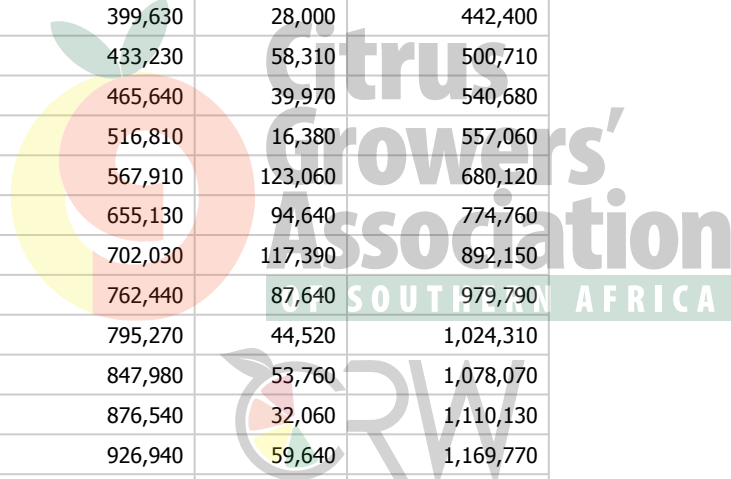 399,630 28,000 442,400
433,230 58,310 500,710
465,640 39,970 540,680
516,810 16,380 557,060
567,910 123,060 680,120
655,130 94,640 774,760
702,030 117,390 892,150
762,440 87,640 979,790
795,270 44,520 1,024,310
847,980 53,760 1,078,070
876,540 32,060 1,110,130
926,940 59,640 1,169,770
Citrus
Growers'
Association
OF SOUTHERN AFRICA
CRW